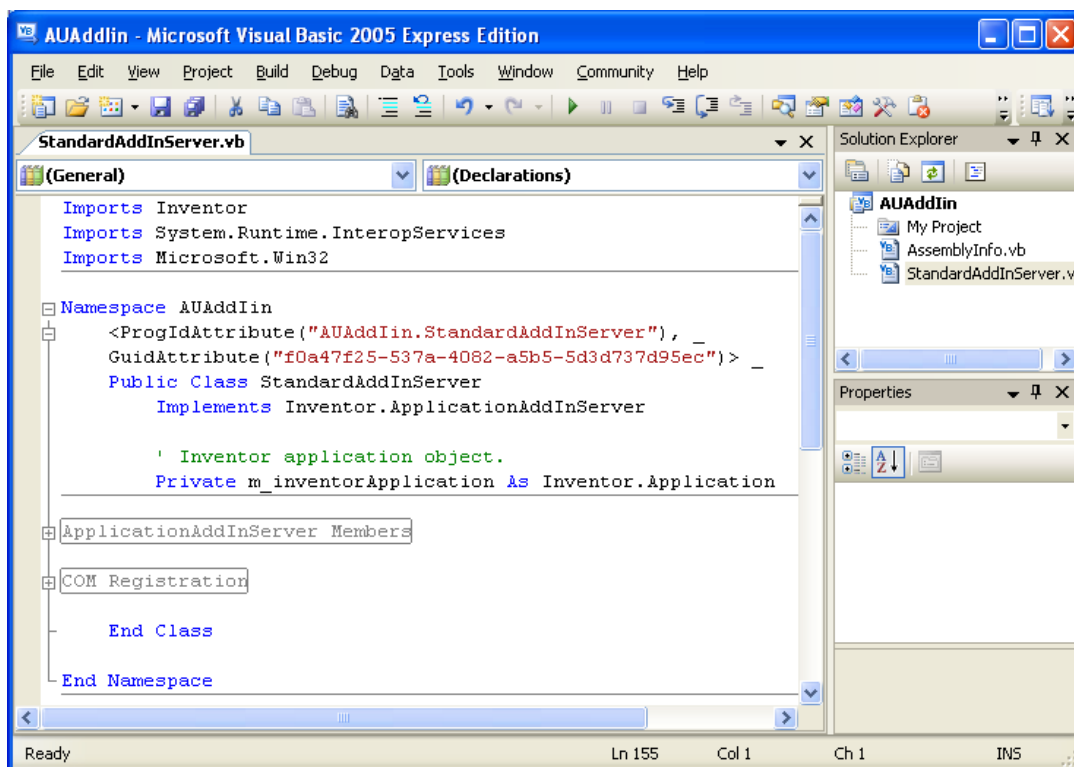 AUAddIin - Microsoft Visual Basic 2005 Express Edition
File Edit View Project Build Debug Data Tools Window Community Help
StandardAddInServer.vb
(General) (Declarations)
Imports Inventor
Imports System.Runtime.InteropServices
Imports Microsoft.Win32
Namespace AUAddIin
<ProgIdAttribute("AUAddIin.StandardAddInServer"), _
GuidAttribute("f0a47f25-537a-4082-a5b5-5d3d737d95ec")> _
Public Class StandardAddInServer
Implements Inventor.ApplicationAddInServer
' Inventor application object.
Private m_inventorApplication As Inventor.Application
ApplicationAddInServer Members
COM Registration
End Class
End Namespace
Solution Explorer
AUAddIin
My Project
AssemblyInfo.vb
StandardAddInServer.v
Properties
Ready Ln 155 Col 1 Ch 1 INS